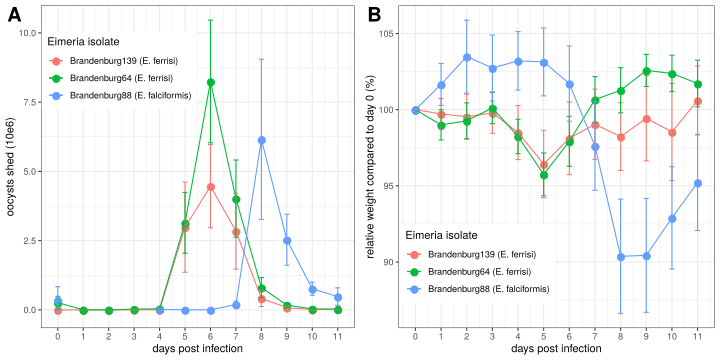 A
Eimeria isolate
Brandenburg139 (E. ferrisi)
Brandenburg64 (E. ferrisi)
Brandenburg88 (E. falciformis)
oocysts shed (10e6)
10.0
7.5
5.0
2.5
0.0
0 1 2 3 4 5 6 7 8 9 10 11
days post infection
B
relative weight compared to day 0 (%)
105
100
95
90
Eimeria isolate
Brandenburg139 (E. ferrisi)
Brandenburg64 (E. ferrisi)
Brandenburg88 (E. falciformis)
0 1 2 3 4 5 6 7 8 9 10 11
days post infection